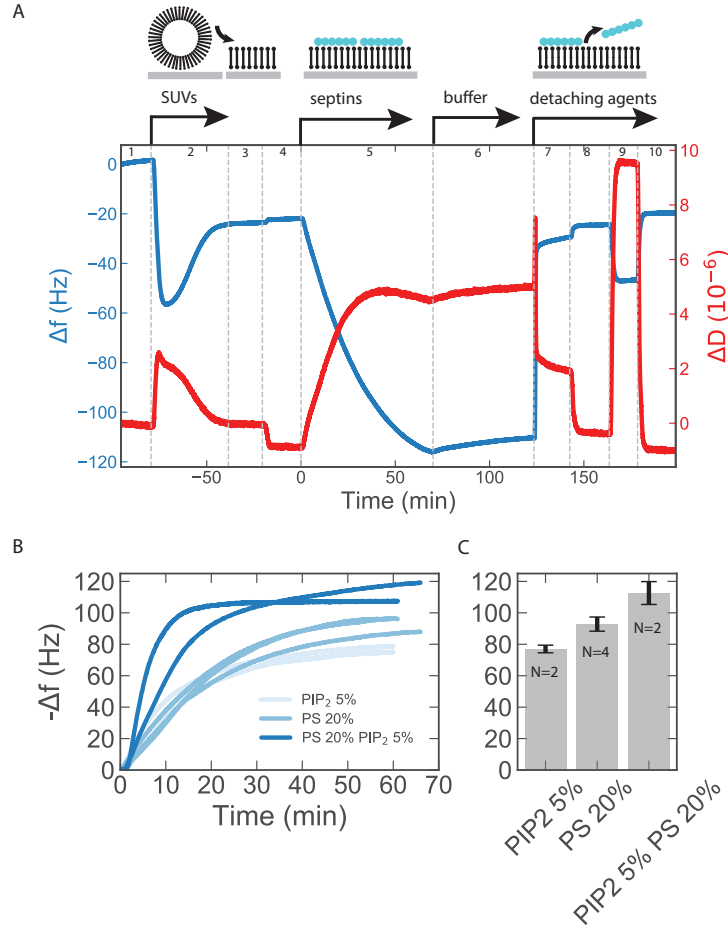 A
SUVs
septins
buffer
detaching agents
1 2 3 4 5 6 7 8 9 10
0
−20
−40
−60
−80
−100
−120
Δf (Hz)
10
8
6
4
2
0
ΔD (10⁻⁶)
−50 0 50 100 150
Time (min)
B
120
100
80
60
40
20
0
-Δf (Hz)
PIP₂ 5%
PS 20%
PS 20% PIP₂ 5%
0 10 20 30 40 50 60 70
Time (min)
C
120
100
80
60
40
20
0
N=2
N=4
N=2
PIP2 5%
PS 20%
PIP2 5% PS 20%